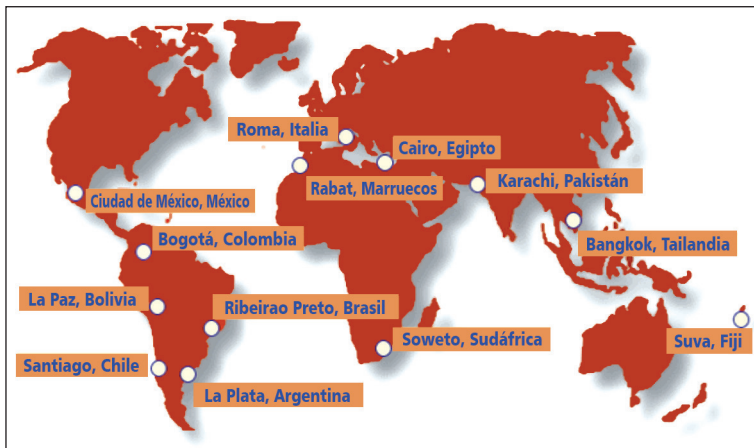 Roma, Italia
Cairo, Egipto
Rabat, Marruecos
Karachi, Pakistán
Ciudad de México, México
Bogotá, Colombia
Bangkok, Tailandia
La Paz, Bolivia
Ribeirao Preto, Brasil
Soweto, Sudáfrica
Suva, Fiji
Santiago, Chile
La Plata, Argentina